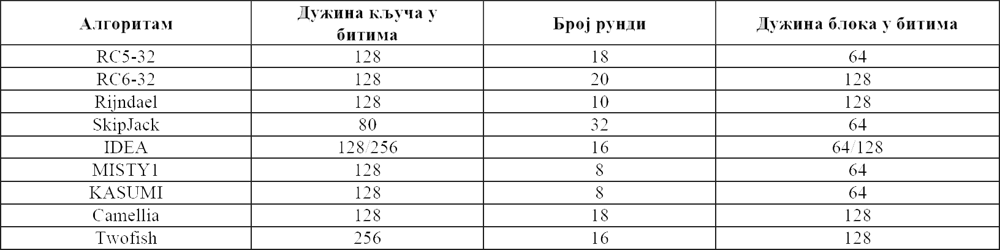 Алгоритам Дужина кључа у битима Број рунди Дужина блока у битима
RC5-32 128 18 64
RC6-32 128 20 128
Rijndael 128 10 128
SkipJack 80 32 64
IDEA 128/256 16 64/128
MISTY1 128 8 64
KASUMI 128 8 64
Camellia 128 18 128
Twofish 256 16 128